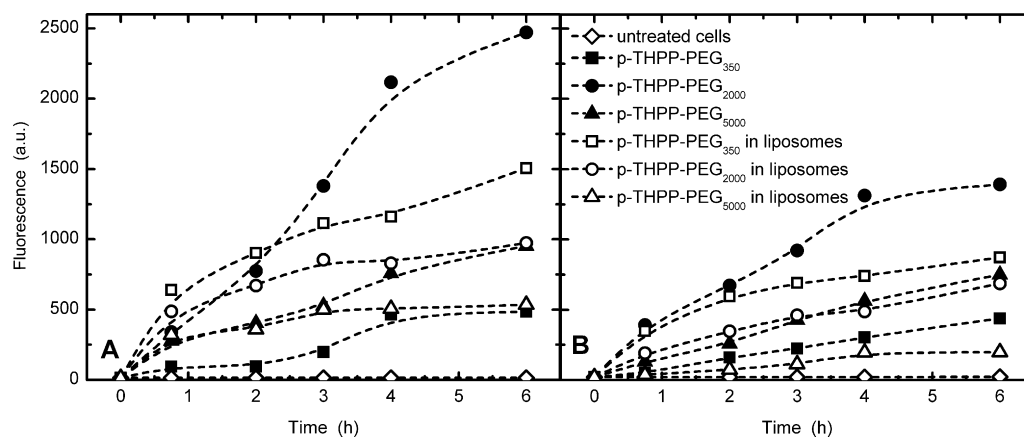 2500
2000
1500
1000
500
0
Fluorescence (a.u.)
A
0 1 2 3 4 5 6
Time (h)
untreated cells
p-THPP-PEG350
p-THPP-PEG2000
p-THPP-PEG5000
p-THPP-PEG350 in liposomes
p-THPP-PEG2000 in liposomes
p-THPP-PEG5000 in liposomes
B
0 1 2 3 4 5 6
Time (h)